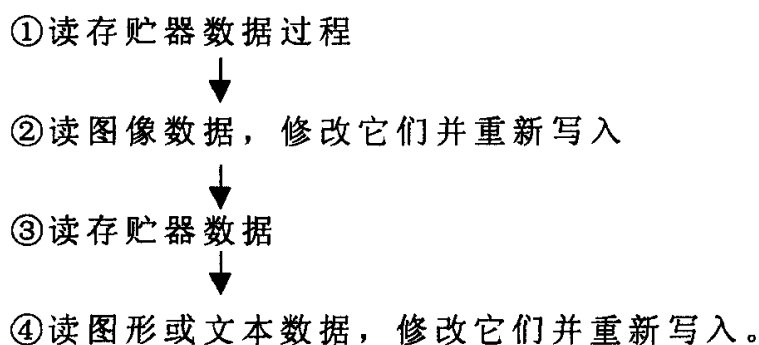 ①读存贮器数据过程
②读图像数据，修改它们并重新写入
③读存贮器数据
④读图形或文本数据，修改它们并重新写入。